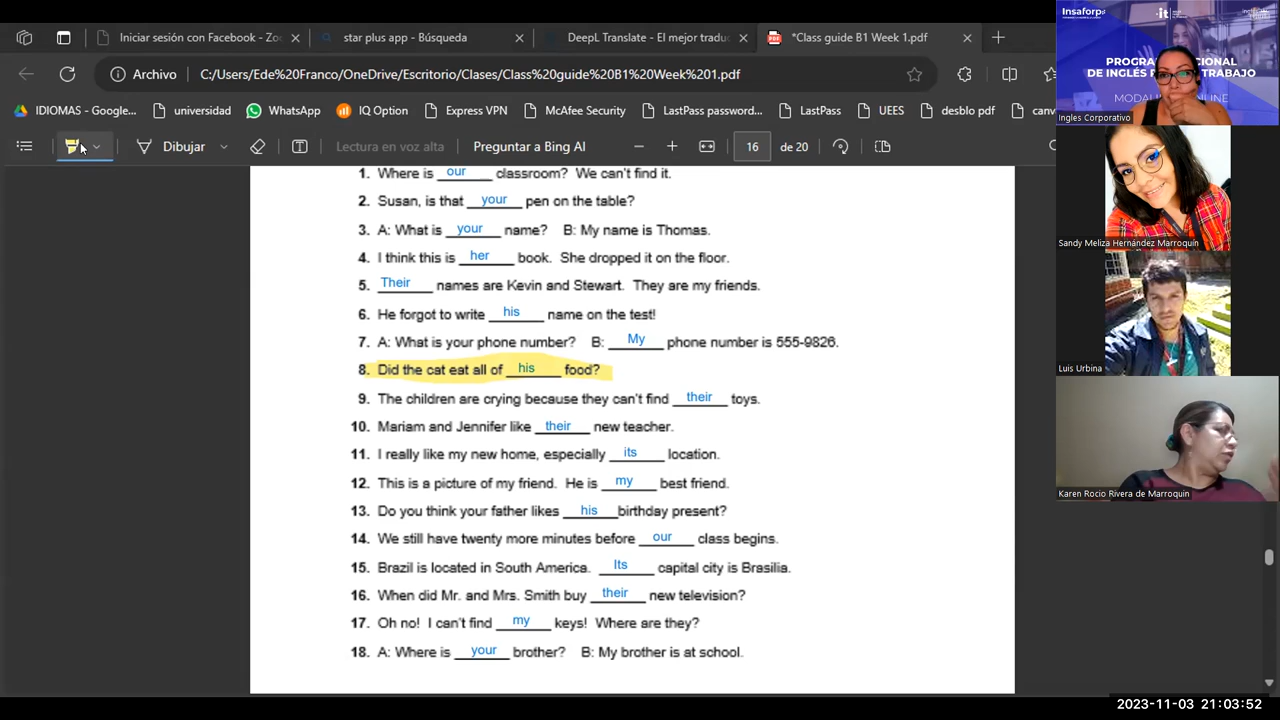 Iniciar sesión con Facebook - Zoo
star plus app - Búsqueda
DeepL Translate - El mejor traduc
*Class guide B1 Week 1.pdf
Archivo
C:/Users/Ede%20Franco/OneDrive/Escritorio/Clases/Class%20guide%20B1%20Week%201.pdf
IDIOMAS - Google...
universidad
WhatsApp
IQ Option
Express VPN
McAfee Security
LastPass password...
LastPass
UEES
desblo pdf
canv
Dibujar
Lectura en voz alta
Preguntar a Bing AI
16
de 20
1. Where is our classroom? We can't find it.
2. Susan, is that your pen on the table?
3. A: What is your name? B: My name is Thomas.
4. I think this is her book. She dropped it on the floor.
5. Their names are Kevin and Stewart. They are my friends.
6. He forgot to write his name on the test!
7. A: What is your phone number? B: My phone number is 555-9826.
8. Did the cat eat all of his food?
9. The children are crying because they can't find their toys.
10. Mariam and Jennifer like their new teacher.
11. I really like my new home, especially its location.
12. This is a picture of my friend. He is my best friend.
13. Do you think your father likes his birthday present?
14. We still have twenty more minutes before our class begins.
15. Brazil is located in South America. Its capital city is Brasilia.
16. When did Mr. and Mrs. Smith buy their new television?
17. Oh no! I can't find my keys! Where are they?
18. A: Where is your brother? B: My brother is at school.
Insaforp
Ingles Corporativo
Sandy Meliza Hernández Marroquin
Luis Urbina
Karen Rocio Rivera de Marroquin
2023-11-03 21:03:52